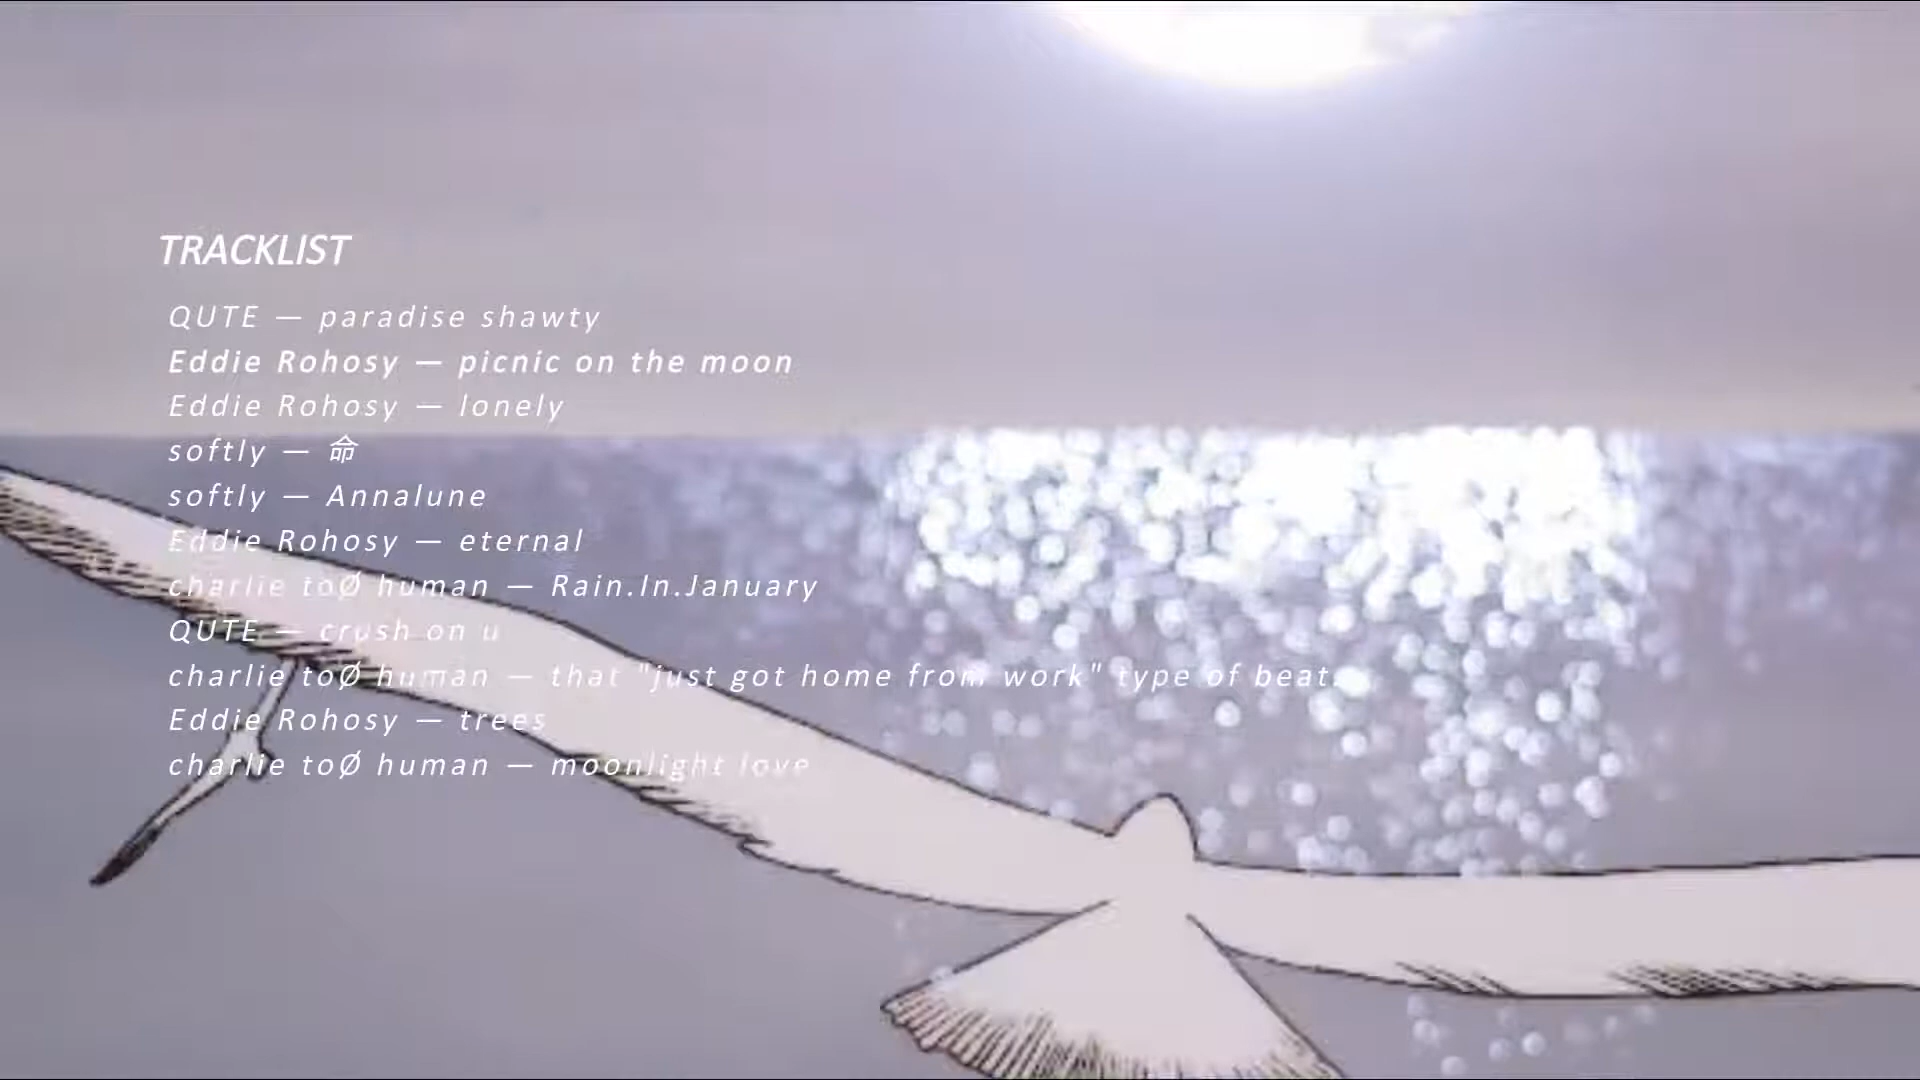 TRACKLIST
QUTE — paradise shawty
Eddie Rohosy — picnic on the moon
Eddie Rohosy — lonely
softly — 命
softly — Annalune
Eddie Rohosy — eternal
charlie toØ human — Rain.In.January
QUTE — crush on u
charlie toØ human — that "just got home from work" type of beat.
Eddie Rohosy — trees
charlie toØ human — moonlight love